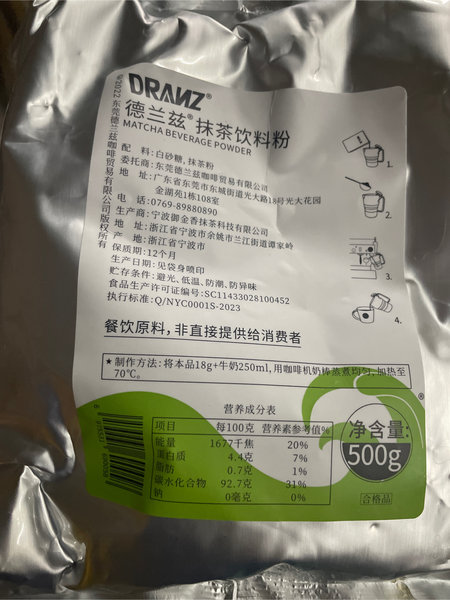 DRANZ®
德兰兹®抹茶饮料粉
MATCHA BEVERAGE POWDER
©2022 东莞德兰兹咖啡贸易有限公司版权所有
配 料:白砂糖,抹茶粉
委托商:东莞德兰兹咖啡贸易有限公司
地 址:广东省东莞市东城街道光大路18号光大花园
金湖苑1栋108室
电 话:0769-89880890
生产商:宁波御金香抹茶科技有限公司
地 址:浙江省宁波市余姚市兰江街道谭家岭
产 地:浙江省宁波市
保质期:12个月
生产日期:见袋身喷印
贮存条件:避光、低温、防潮、防异味
食品生产许可证编号:SC11433028100452
执行标准:Q/NYC0001S-2023
1.
2.
3.
4.
餐饮原料,非直接提供给消费者
★制作方法:将本品18g+牛奶250ml,用咖啡机奶棒蒸煮均匀,加热至
70℃。
营养成分表
项目 每100克 营养素参考值%
能量 1677千焦 20%
蛋白质 4.4克 7%
脂肪 0.7克 1%
碳水化合物 92.7克 31%
钠 0毫克 0%
净含量:
500g
合格品